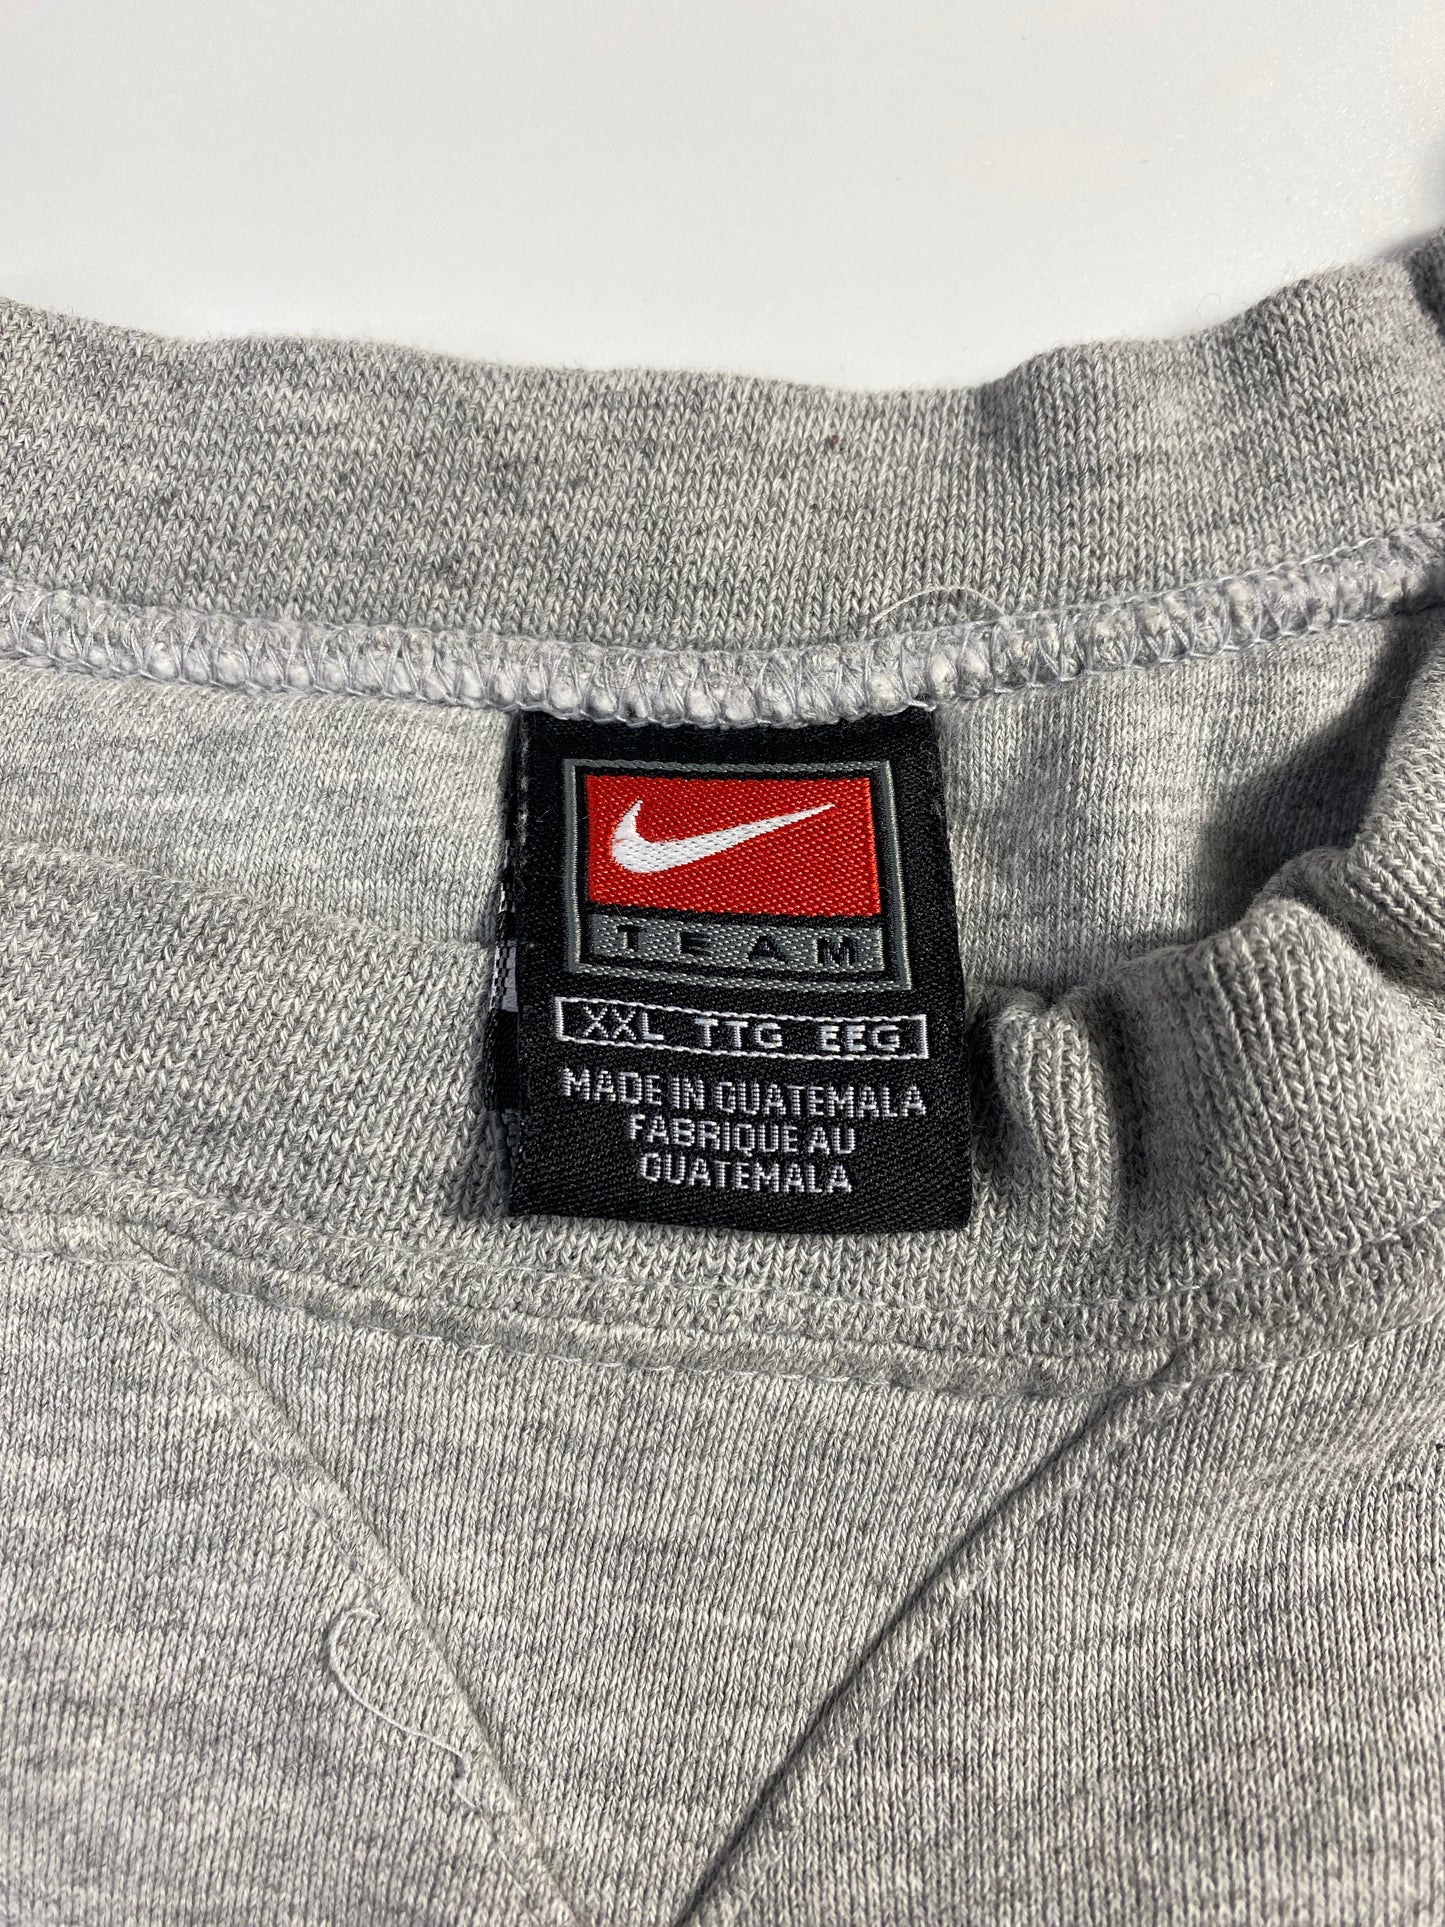 TEAM
XXL TTG EEG
MADE IN GUATEMALA
FABRIQUE AU
GUATEMALA